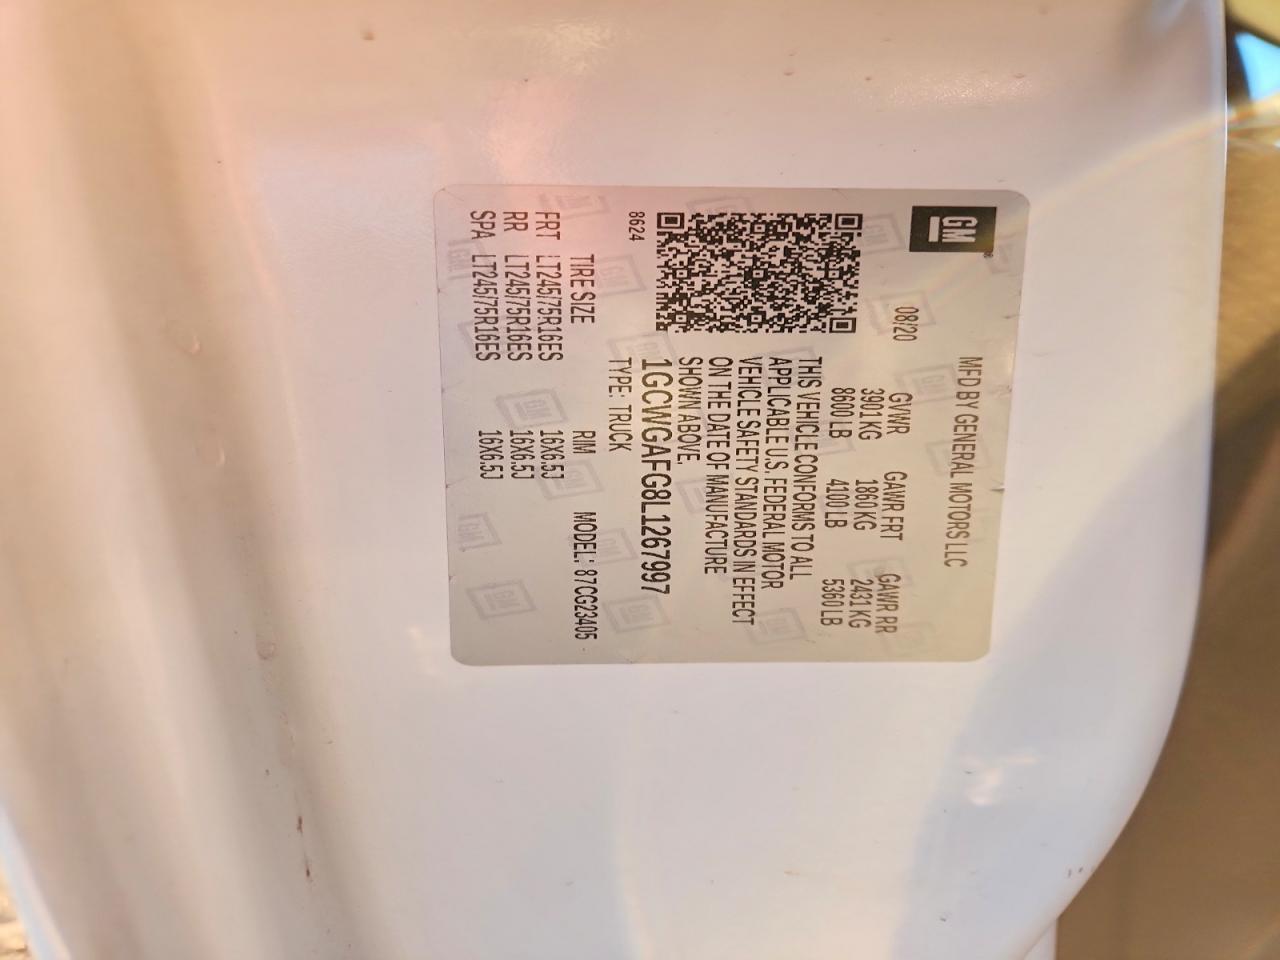 GM
MFD BY GENERAL MOTORS LLC
08/20
GVWR GAWR FRT GAWR RR
3901 KG 1860 KG 2431 KG
8600 LB 4100 LB 5360 LB
THIS VEHICLE CONFORMS TO ALL
APPLICABLE U.S. FEDERAL MOTOR
VEHICLE SAFETY STANDARDS IN EFFECT
ON THE DATE OF MANUFACTURE
SHOWN ABOVE.
1GCWGAFG8L1267997
8624
TYPE: TRUCK
TIRE SIZE RIM MODEL: 87CG23405
FRT LT245/75R16ES 16X6.5J
RR LT245/75R16ES 16X6.5J
SPA LT245/75R16ES 16X6.5J